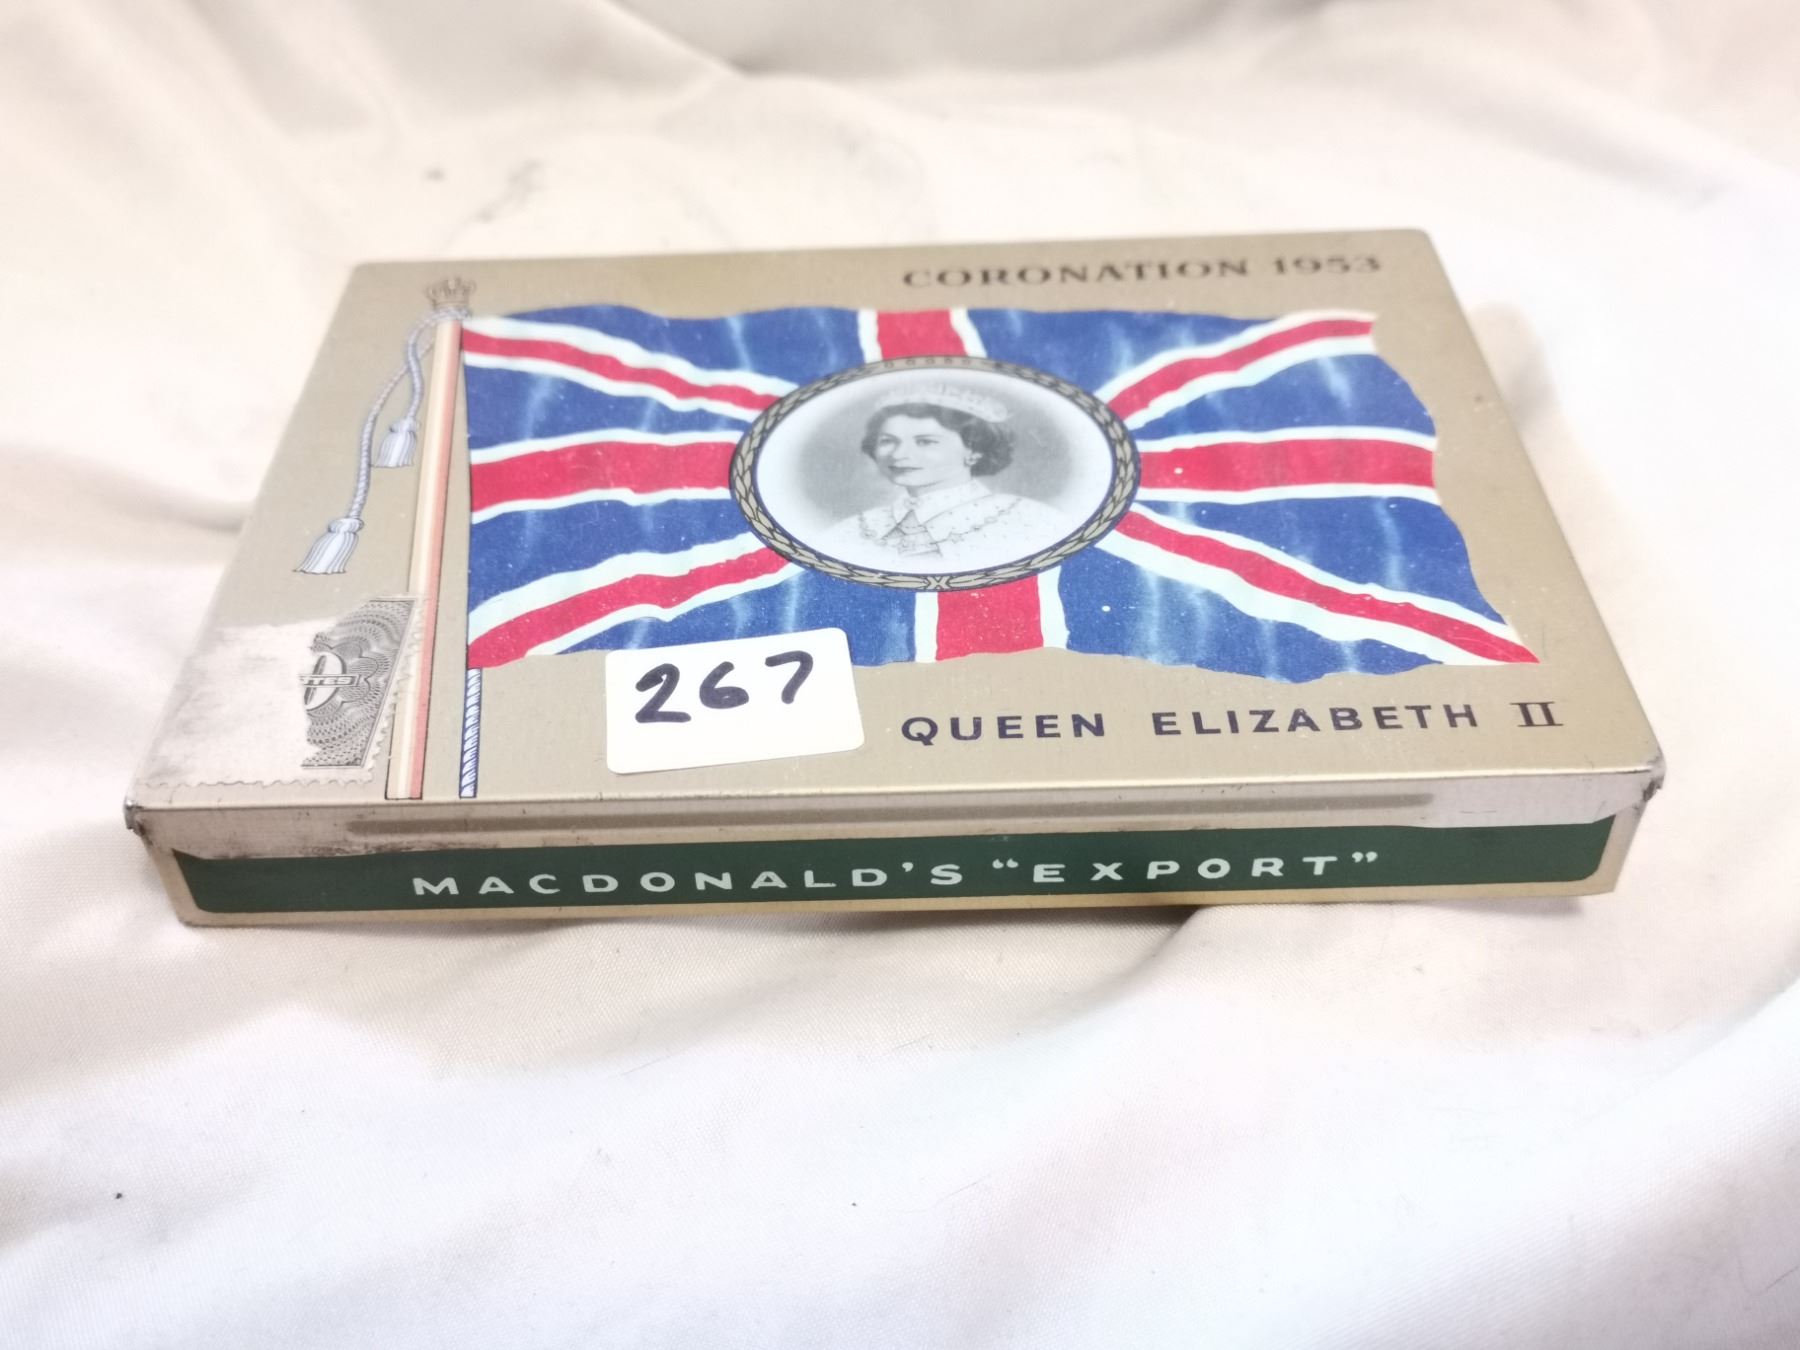 CORONATION 1953
267
QUEEN ELIZABETH II
MACDONALD'S "EXPORT"